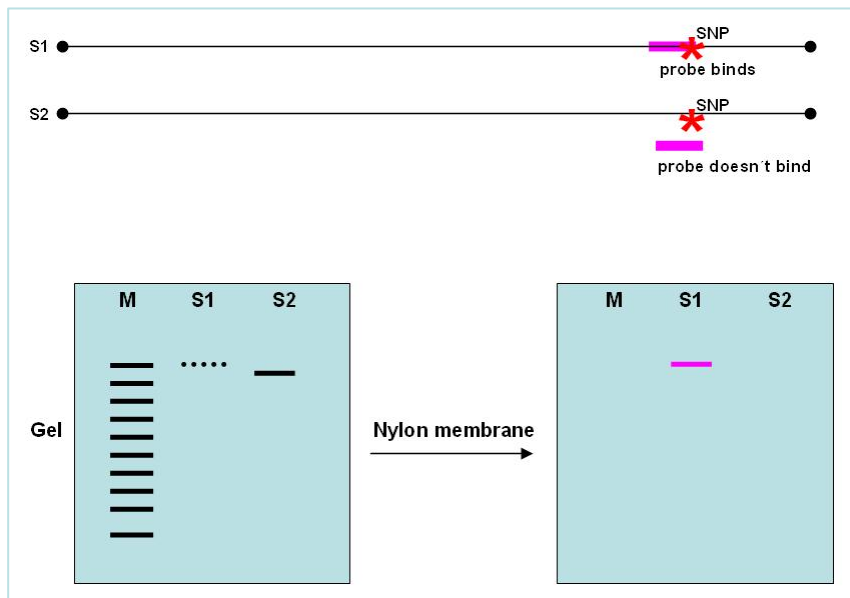 S1
SNP
probe binds
S2
SNP
probe doesn´t bind
M S1 S2
M S1 S2
Gel
Nylon membrane